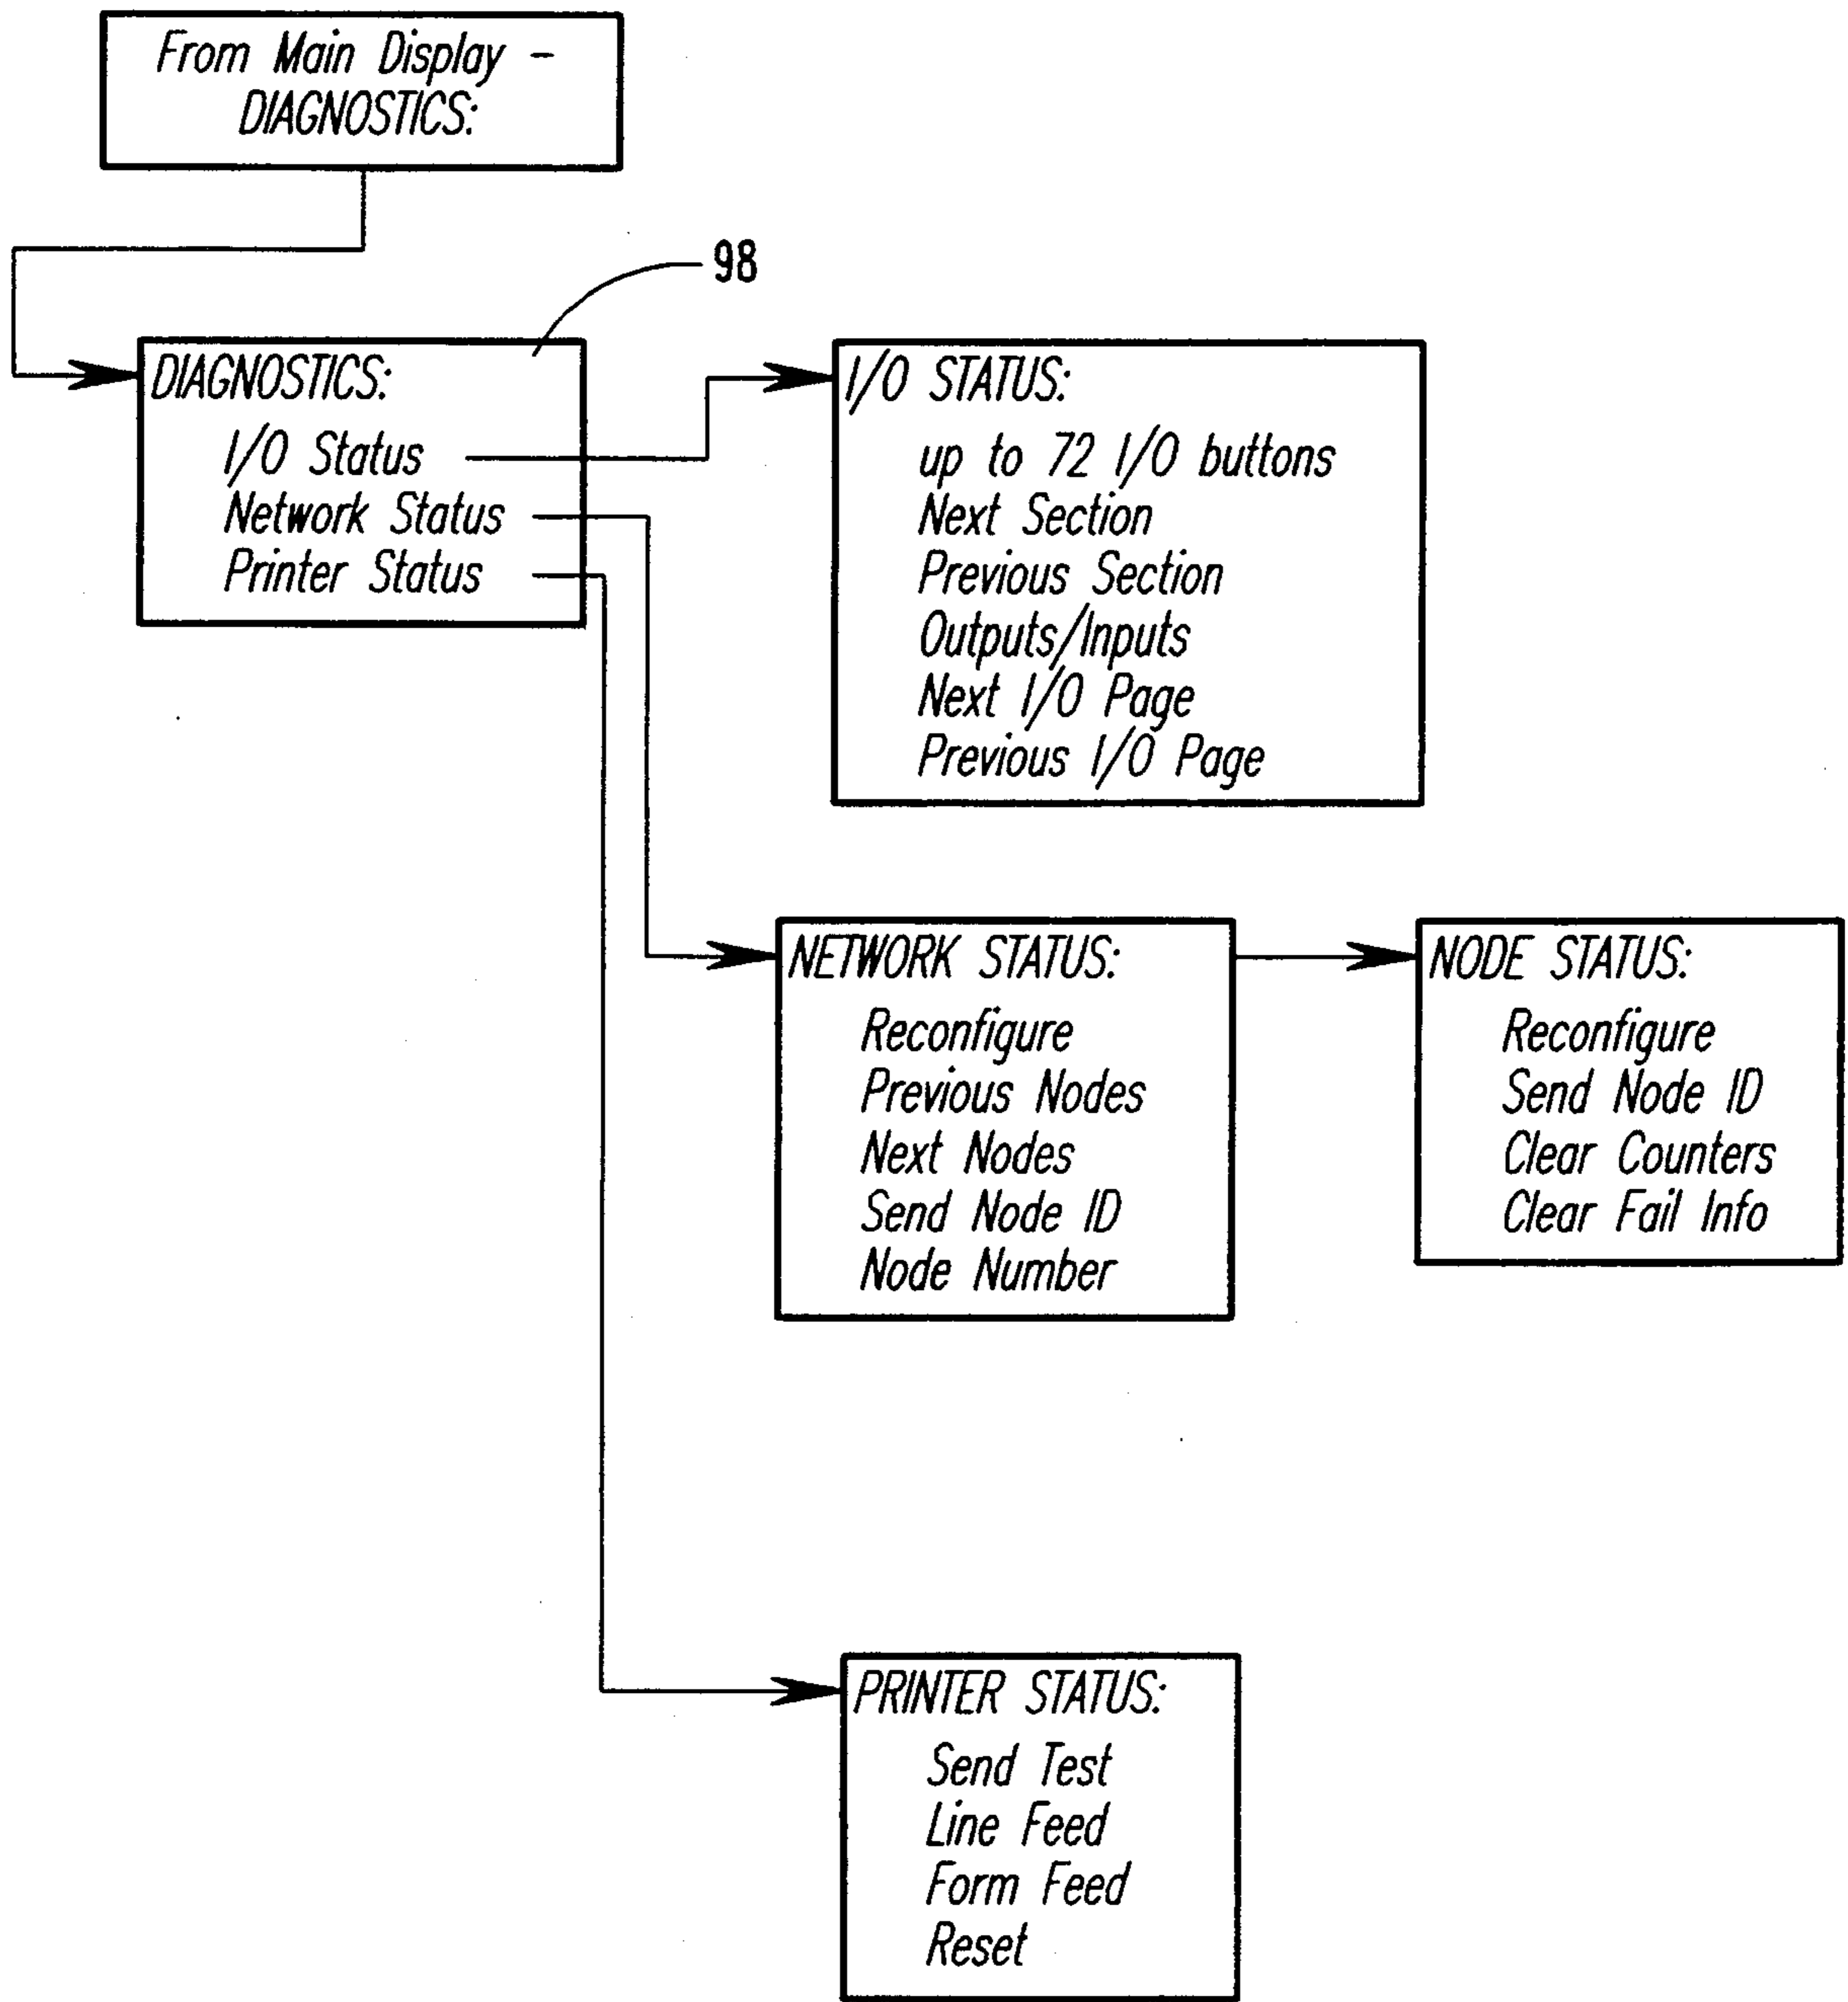 From Main Display -
DIAGNOSTICS:
98
DIAGNOSTICS:
I/O Status
Network Status
Printer Status
I/O STATUS:
up to 72 I/O buttons
Next Section
Previous Section
Outputs/Inputs
Next I/O Page
Previous I/O Page
NETWORK STATUS:
Reconfigure
Previous Nodes
Next Nodes
Send Node ID
Node Number
NODE STATUS:
Reconfigure
Send Node ID
Clear Counters
Clear Fail Info
PRINTER STATUS:
Send Test
Line Feed
Form Feed
Reset